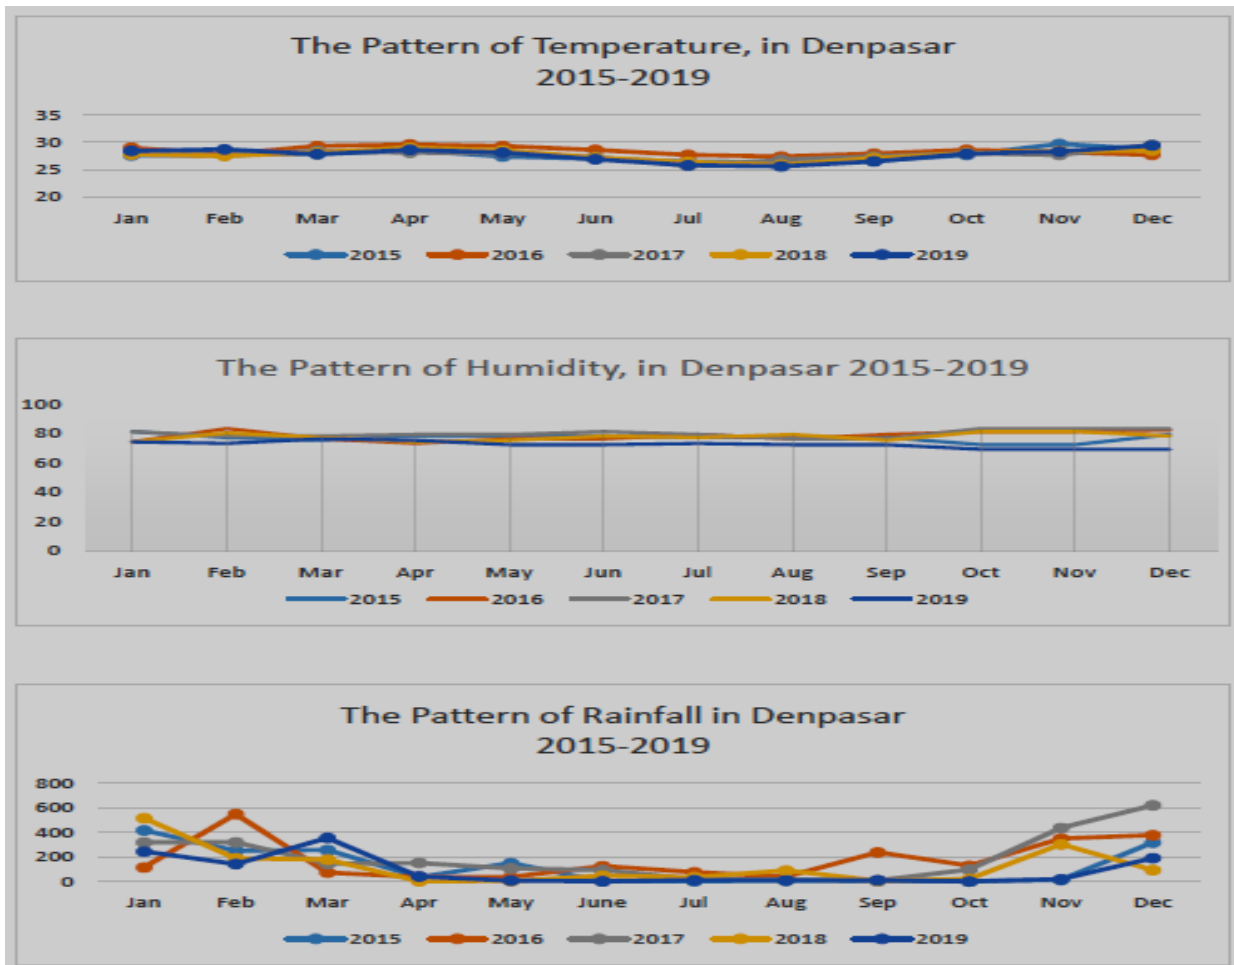 The Pattern of Temperature, in Denpasar
2015-2019
35
30
25
20
Jan Feb Mar Apr May Jun Jul Aug Sep Oct Nov Dec
2015 2016 2017 2018 2019
The Pattern of Humidity, in Denpasar 2015-2019
100
80
60
40
20
0
Jan Feb Mar Apr May Jun Jul Aug Sep Oct Nov Dec
2015 2016 2017 2018 2019
The Pattern of Rainfall in Denpasar
2015-2019
800
600
400
200
0
Jan Feb Mar Apr May June Jul Aug Sep Oct Nov Dec
2015 2016 2017 2018 2019